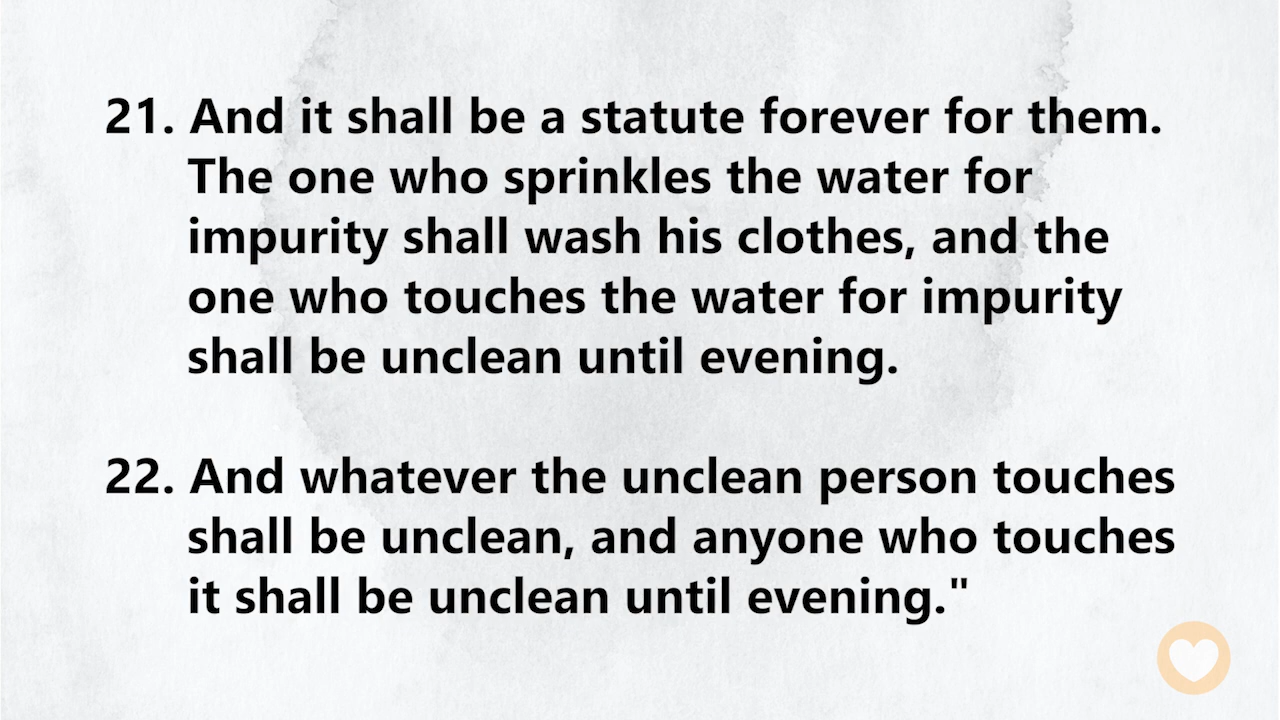 21. And it shall be a statute forever for them.
The one who sprinkles the water for
impurity shall wash his clothes, and the
one who touches the water for impurity
shall be unclean until evening.
22. And whatever the unclean person touches
shall be unclean, and anyone who touches
it shall be unclean until evening."